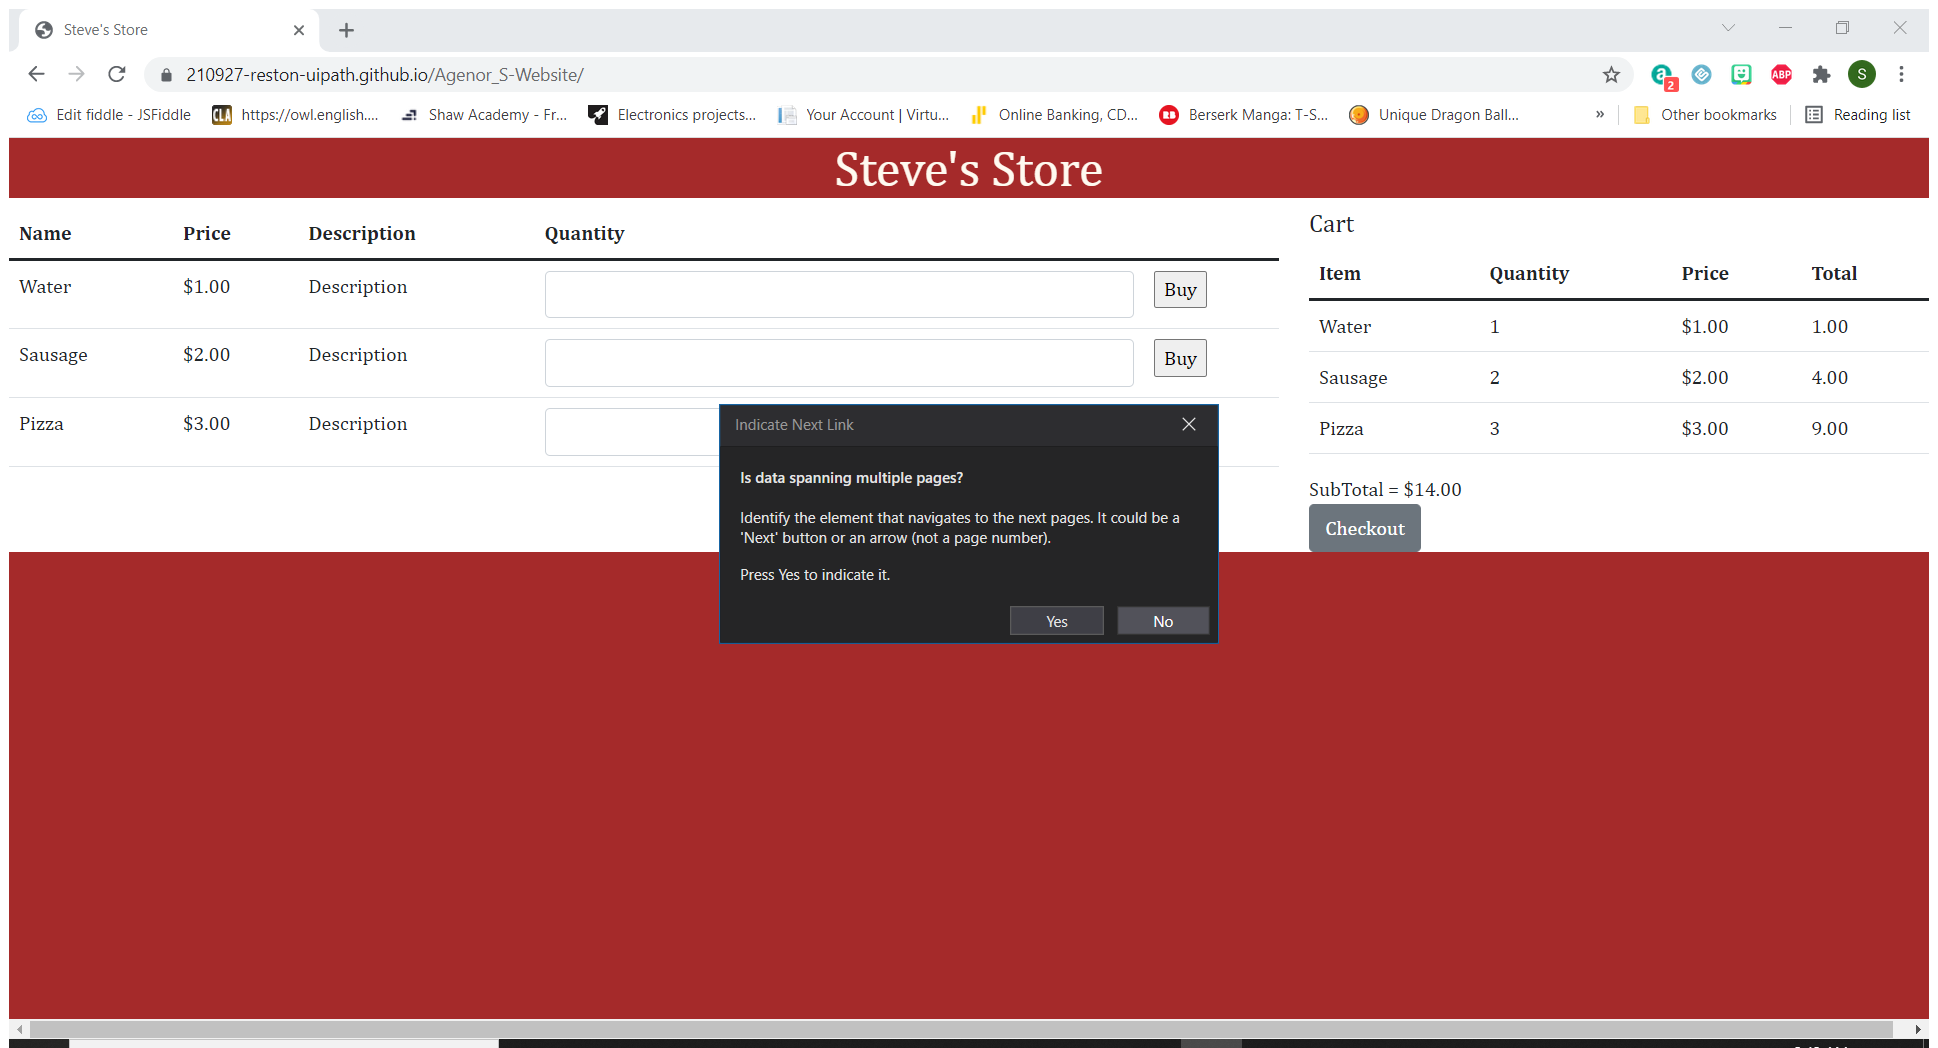 Steve's Store
210927-reston-uipath.github.io/Agenor_S-Website/
2
ABP
S
Edit fiddle - JSFiddle
CLA
https://owl.english....
Shaw Academy - Fr...
Electronics projects...
Your Account | Virtu...
Online Banking, CD...
RB
Berserk Manga: T-S...
Unique Dragon Ball...
»
Other bookmarks
Reading list
Steve's Store
Name Price Description Quantity
Water $1.00 Description Buy
Sausage $2.00 Description Buy
Pizza $3.00 Description
Cart
Item Quantity Price Total
Water 1 $1.00 1.00
Sausage 2 $2.00 4.00
Pizza 3 $3.00 9.00
SubTotal = $14.00
Checkout
Indicate Next Link
Is data spanning multiple pages?
Identify the element that navigates to the next pages. It could be a
'Next' button or an arrow (not a page number).
Press Yes to indicate it.
Yes No